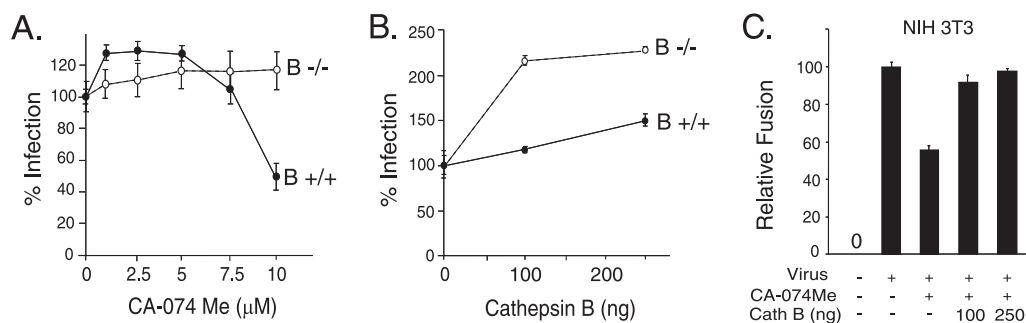 A.
% Infection
120
100
80
60
40
20
0
B -/-
B +/+
0 2.5 5 7.5 10
CA-074 Me (µM)
B.
% Infection
250
200
150
100
50
0
B -/-
B +/+
0 100 200
Cathepsin B (ng)
C.
NIH 3T3
Relative Fusion
100
80
60
40
20
0
0
Virus - + + + +
CA-074Me - - + + +
Cath B (ng) - - - 100 250